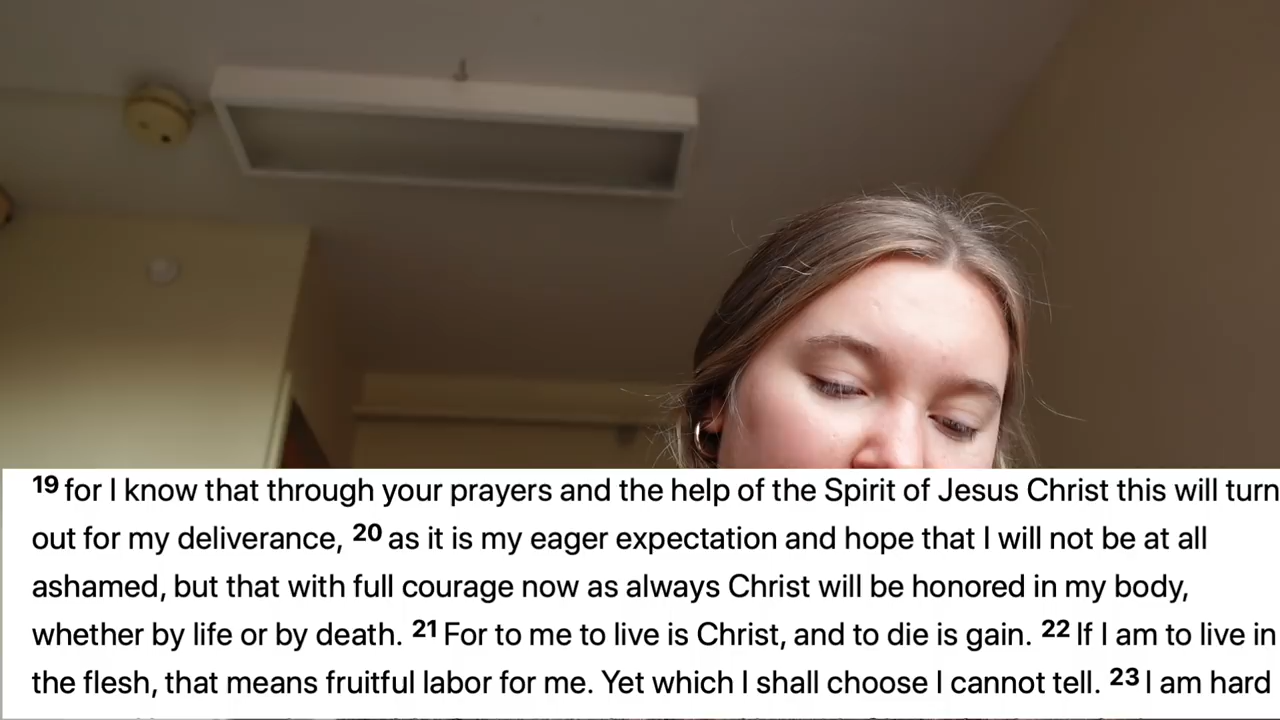 19 for I know that through your prayers and the help of the Spirit of Jesus Christ this will turn
out for my deliverance, 20 as it is my eager expectation and hope that I will not be at all
ashamed, but that with full courage now as always Christ will be honored in my body,
whether by life or by death. 21 For to me to live is Christ, and to die is gain. 22 If I am to live in
the flesh, that means fruitful labor for me. Yet which I shall choose I cannot tell. 23 I am hard